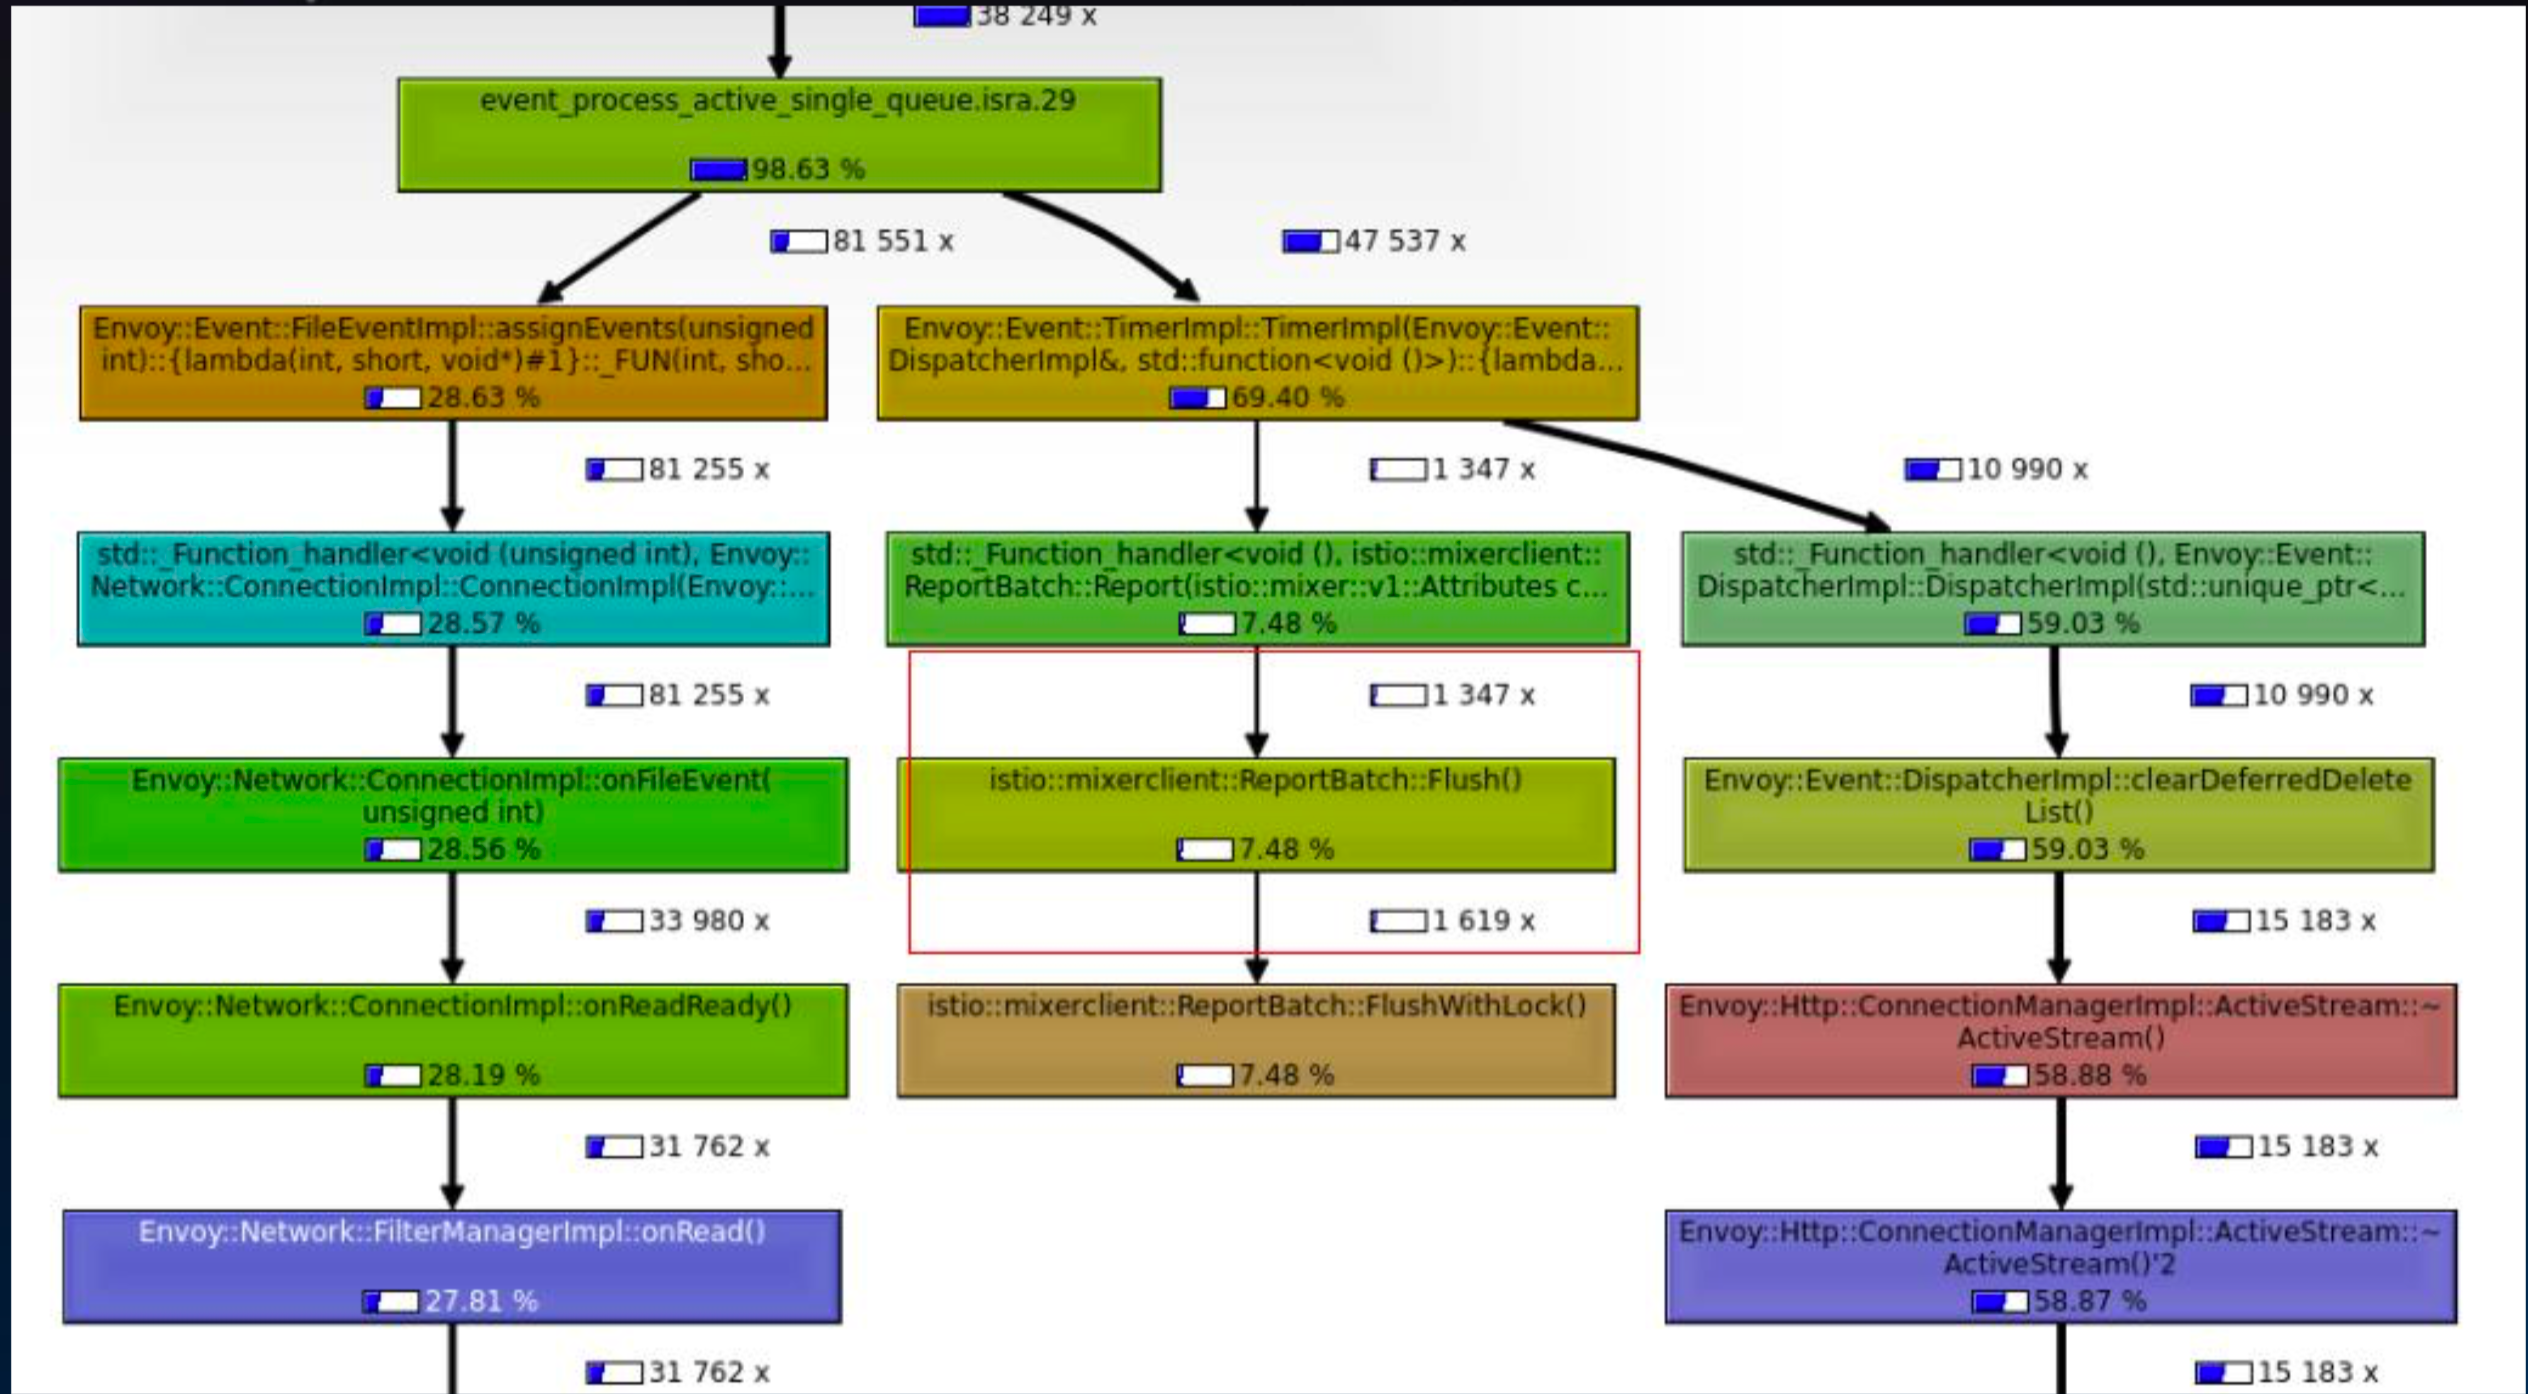 38 249 x
event_process_active_single_queue.isra.29
98.63 %
81 551 x
47 537 x
Envoy::Event::FileEventImpl::assignEvents(unsigned
int)::{lambda(int, short, void*)#1}::_FUN(int, sho...
28.63 %
Envoy::Event::TimerImpl::TimerImpl(Envoy::Event::
DispatcherImpl&, std::function<void ()>)::{lambda...
69.40 %
81 255 x
1 347 x
10 990 x
std::_Function_handler<void (unsigned int), Envoy::
Network::ConnectionImpl::ConnectionImpl(Envoy::...
28.57 %
std::_Function_handler<void (), istio::mixerclient::
ReportBatch::Report(istio::mixer::v1::Attributes c...
7.48 %
std::_Function_handler<void (), Envoy::Event::
DispatcherImpl::DispatcherImpl(std::unique_ptr<...
59.03 %
81 255 x
1 347 x
10 990 x
Envoy::Network::ConnectionImpl::onFileEvent(
unsigned int)
28.56 %
istio::mixerclient::ReportBatch::Flush()
7.48 %
Envoy::Event::DispatcherImpl::clearDeferredDelete
List()
59.03 %
33 980 x
1 619 x
15 183 x
Envoy::Network::ConnectionImpl::onReadReady()
28.19 %
istio::mixerclient::ReportBatch::FlushWithLock()
7.48 %
Envoy::Http::ConnectionManagerImpl::ActiveStream::~
ActiveStream()
58.88 %
31 762 x
15 183 x
Envoy::Network::FilterManagerImpl::onRead()
27.81 %
Envoy::Http::ConnectionManagerImpl::ActiveStream::~
ActiveStream()'2
58.87 %
31 762 x
15 183 x